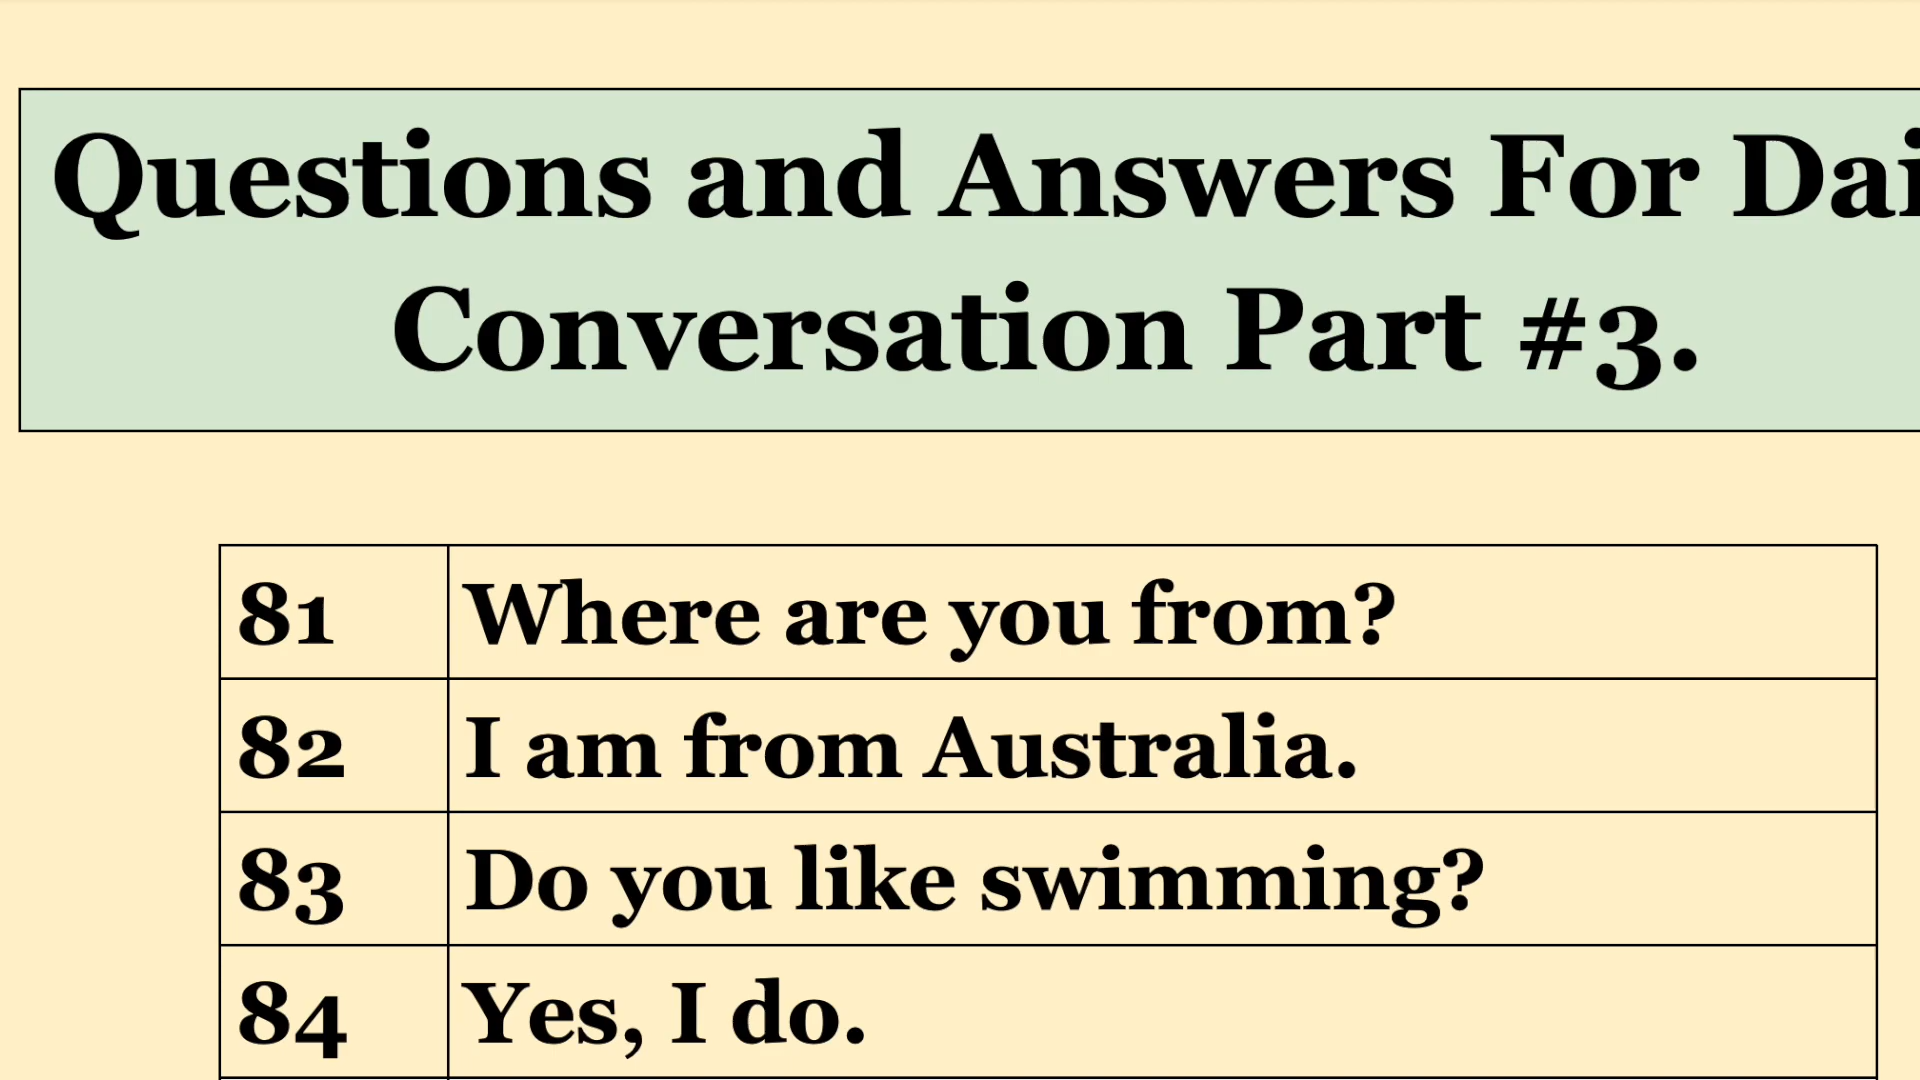 Questions and Answers For Dai
Conversation Part #3.
81 Where are you from?
82 I am from Australia.
83 Do you like swimming?
84 Yes, I do.